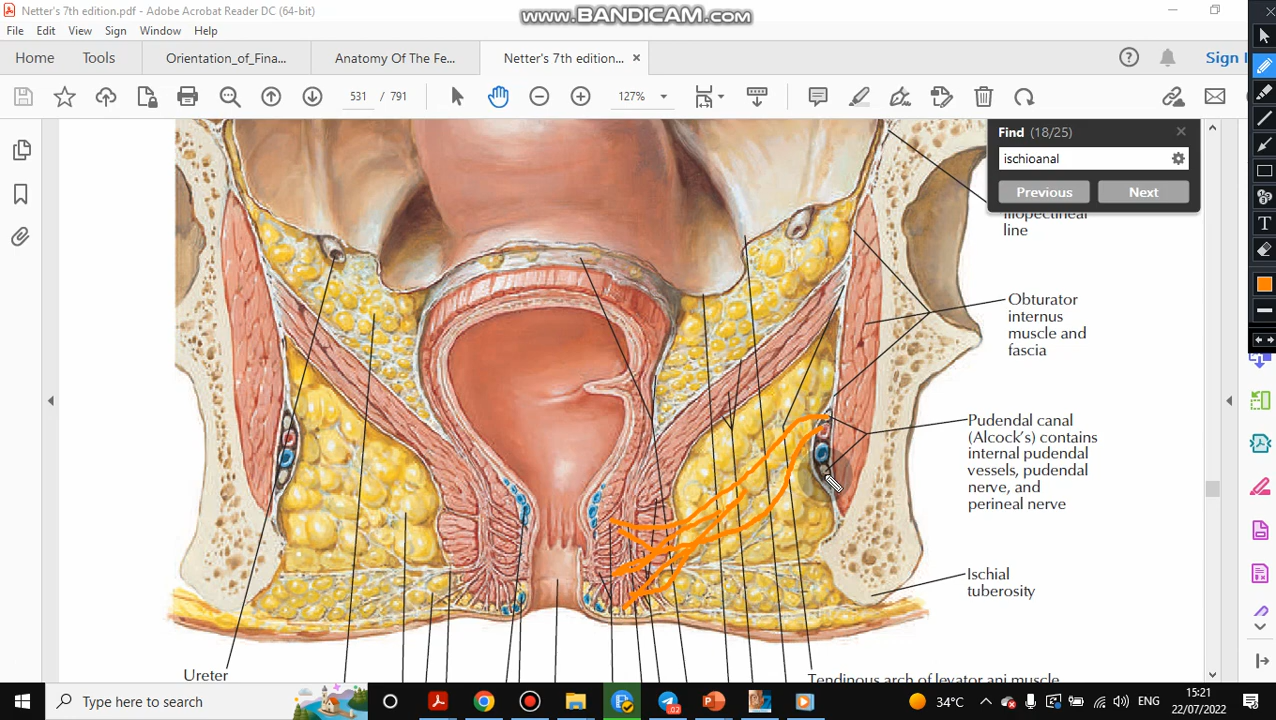 Netter's 7th edition.pdf - Adobe Acrobat Reader DC (64-bit)
www.BANDICAM.com
File Edit View Sign Window Help
Home Tools Orientation_of_Fina... Anatomy Of The Fe... Netter's 7th edition... × Sign I
531 / 791 127%
Find (18/25)
ischioanal
Previous Next
line
Obturator
internus
muscle and
fascia
Pudendal canal
(Alcock's) contains
internal pudendal
vessels, pudendal
nerve, and
perineal nerve
Ischial
tuberosity
Ureter
Tendinous arch of levator ani muscle
Type here to search
02
34°C ENG
15:21
22/07/2022